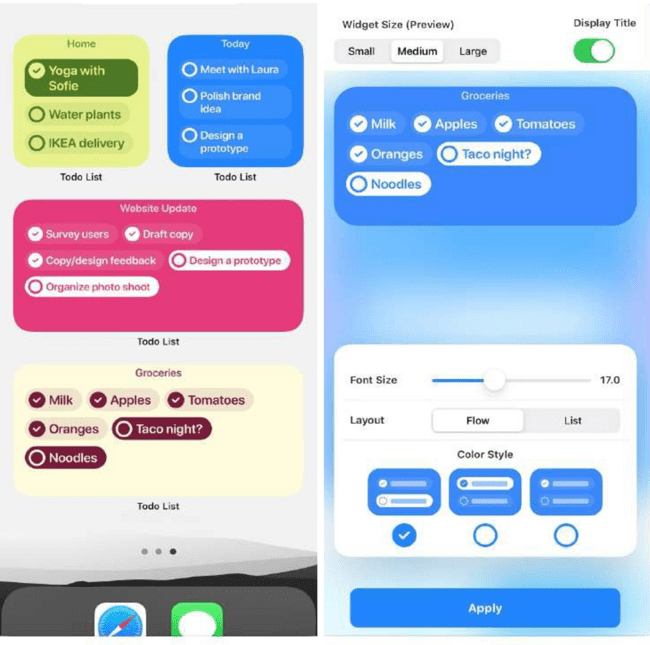 Home
Yoga with
Sofie
Water plants
IKEA delivery
Todo List
Today
Meet with Laura
Polish brand
idea
Design a
prototype
Todo List
Website Update
Survey users
Draft copy
Copy/design feedback
Design a prototype
Organize photo shoot
Todo List
Groceries
Milk
Apples
Tomatoes
Oranges
Taco night?
Noodles
Todo List
Widget Size (Preview)
Display Title
Small
Medium
Large
Groceries
Milk
Apples
Tomatoes
Oranges
Taco night?
Noodles
Font Size
17.0
Layout
Flow
List
Color Style
Apply